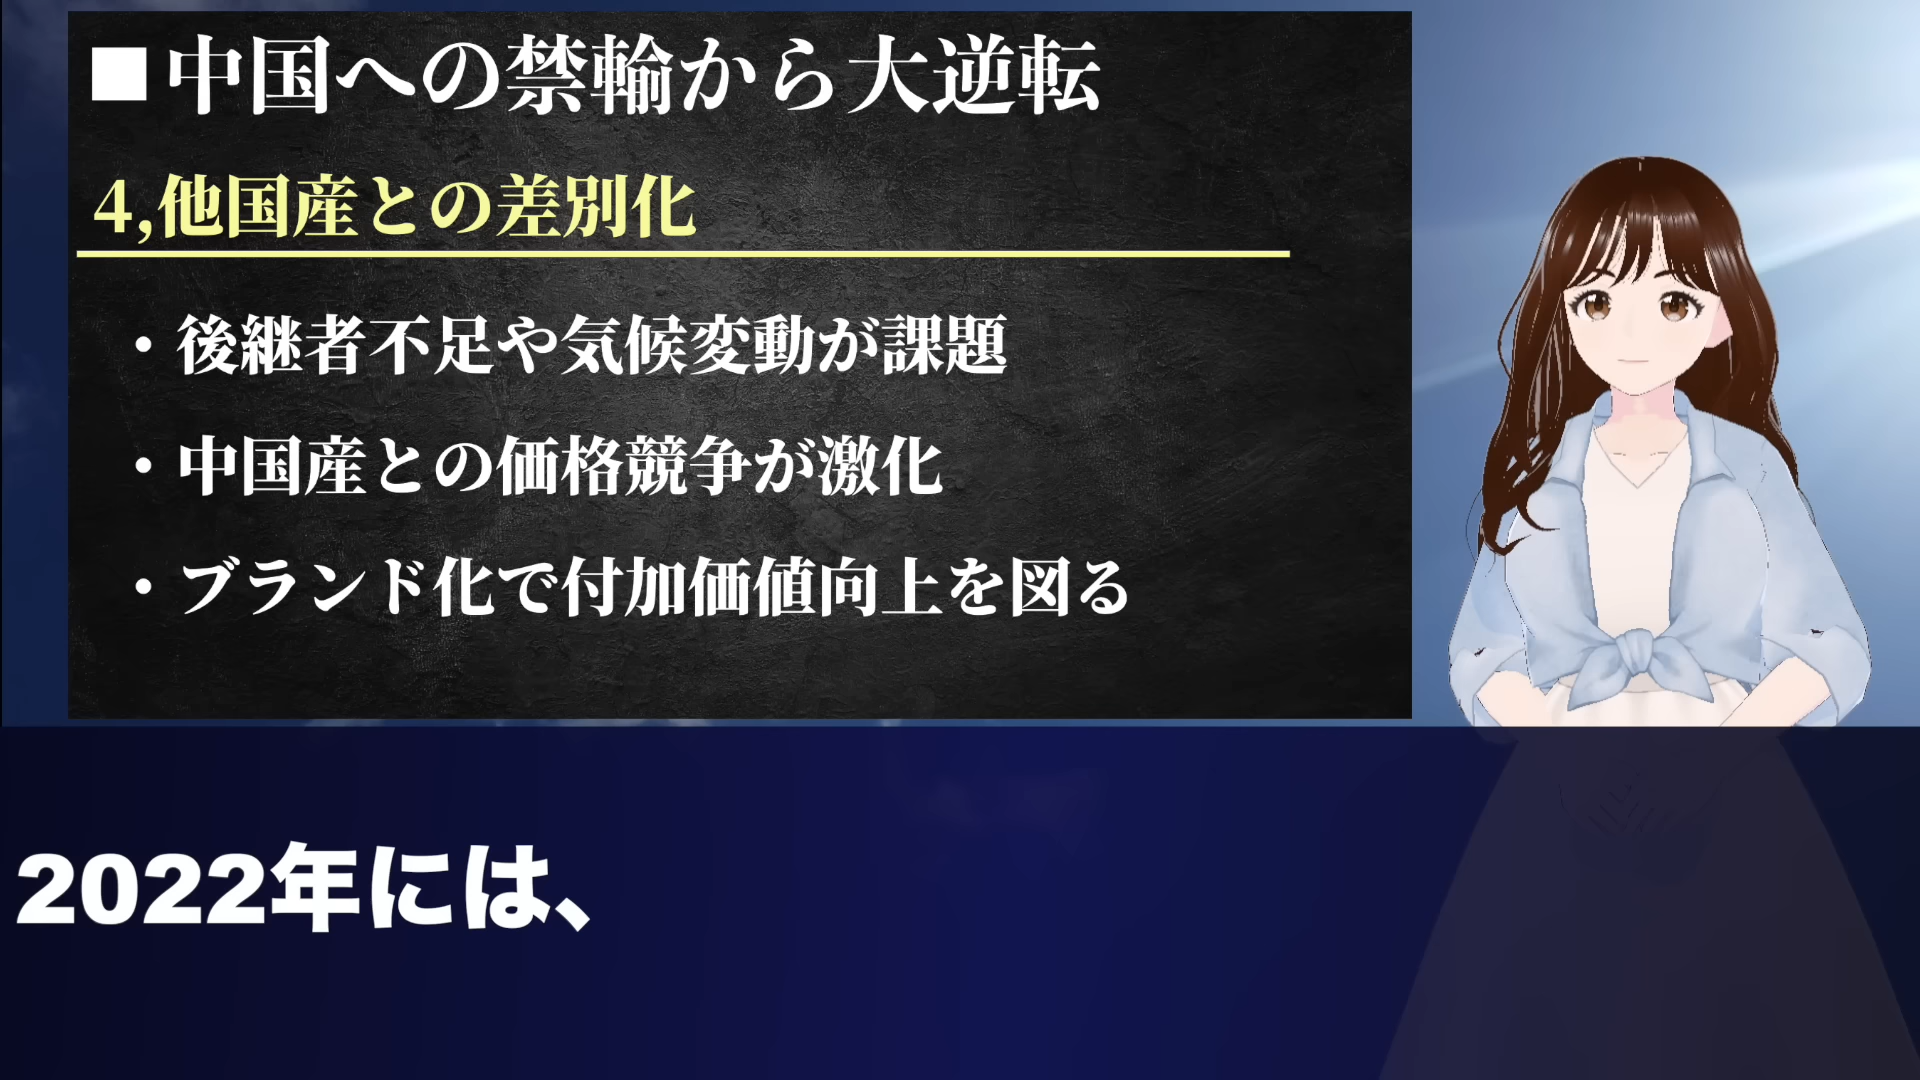 ■中国への禁輸から大逆転
4,他国産との差別化
・後継者不足や気候変動が課題
・中国産との価格競争が激化
・ブランド化で付加価値向上を図る
2022年には、